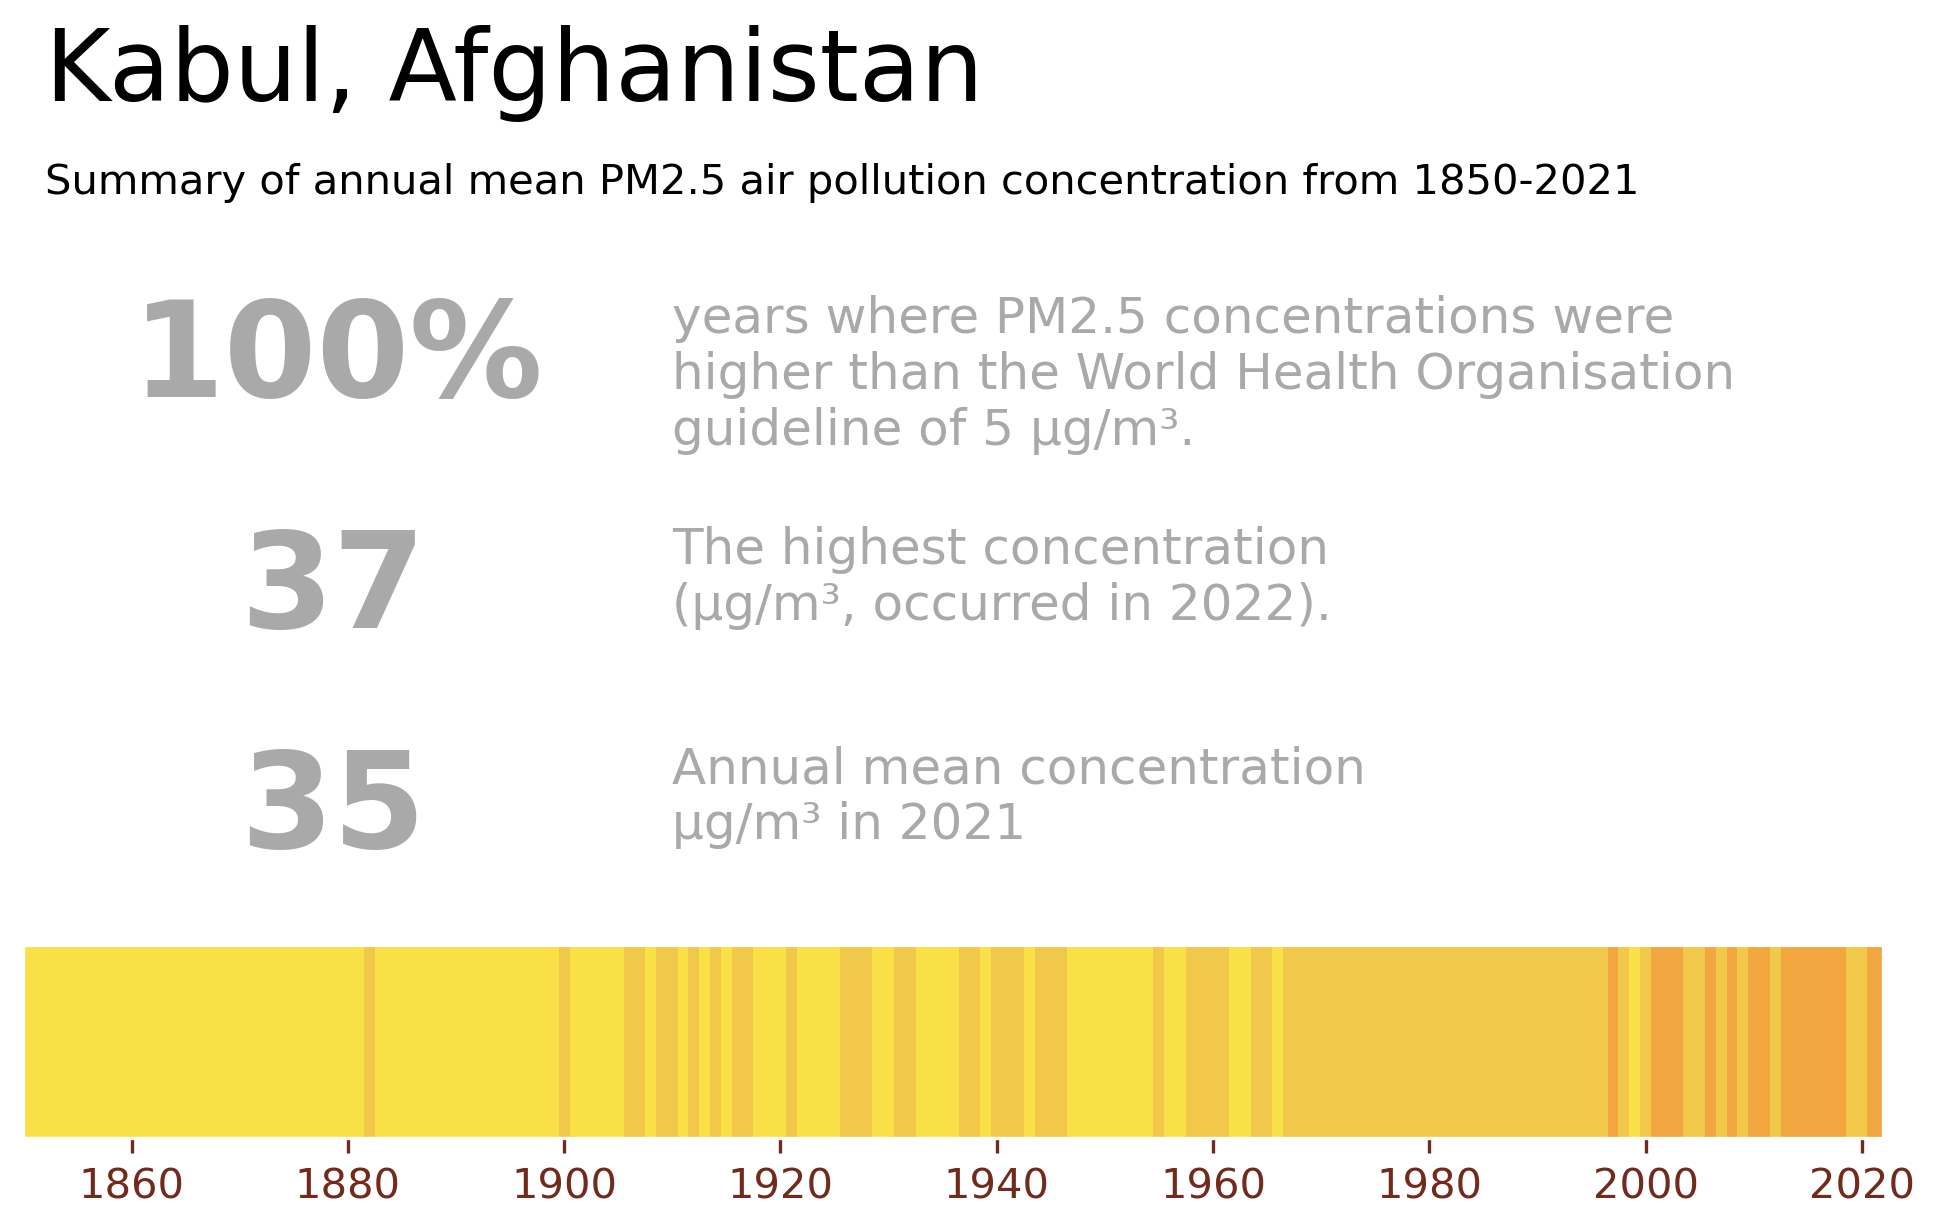 Kabul, Afghanistan
Summary of annual mean PM2.5 air pollution concentration from 1850-2021
100%
years where PM2.5 concentrations were
higher than the World Health Organisation
guideline of 5 µg/m³.
37
The highest concentration
(µg/m³, occurred in 2022).
35
Annual mean concentration
µg/m³ in 2021
1860 1880 1900 1920 1940 1960 1980 2000 2020